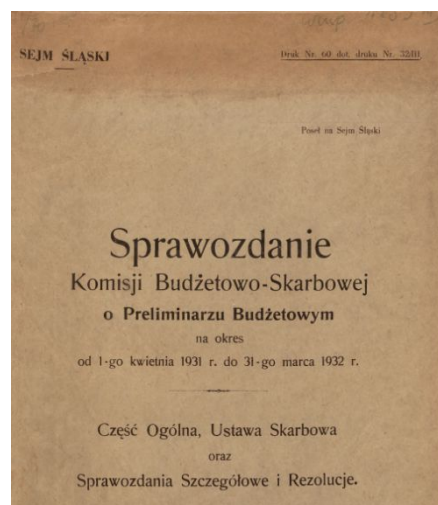 SEJM ŚLĄSKI
Druk Nr. 60 dot. druku Nr. 32/III
Poseł na Sejm Śląski
Sprawozdanie
Komisji Budżetowo-Skarbowej
o Preliminarzu Budżetowym
na okres
od 1-go kwietnia 1931 r. do 31-go marca 1932 r.
Część Ogólna, Ustawa Skarbowa
oraz
Sprawozdania Szczegółowe i Rezolucje.